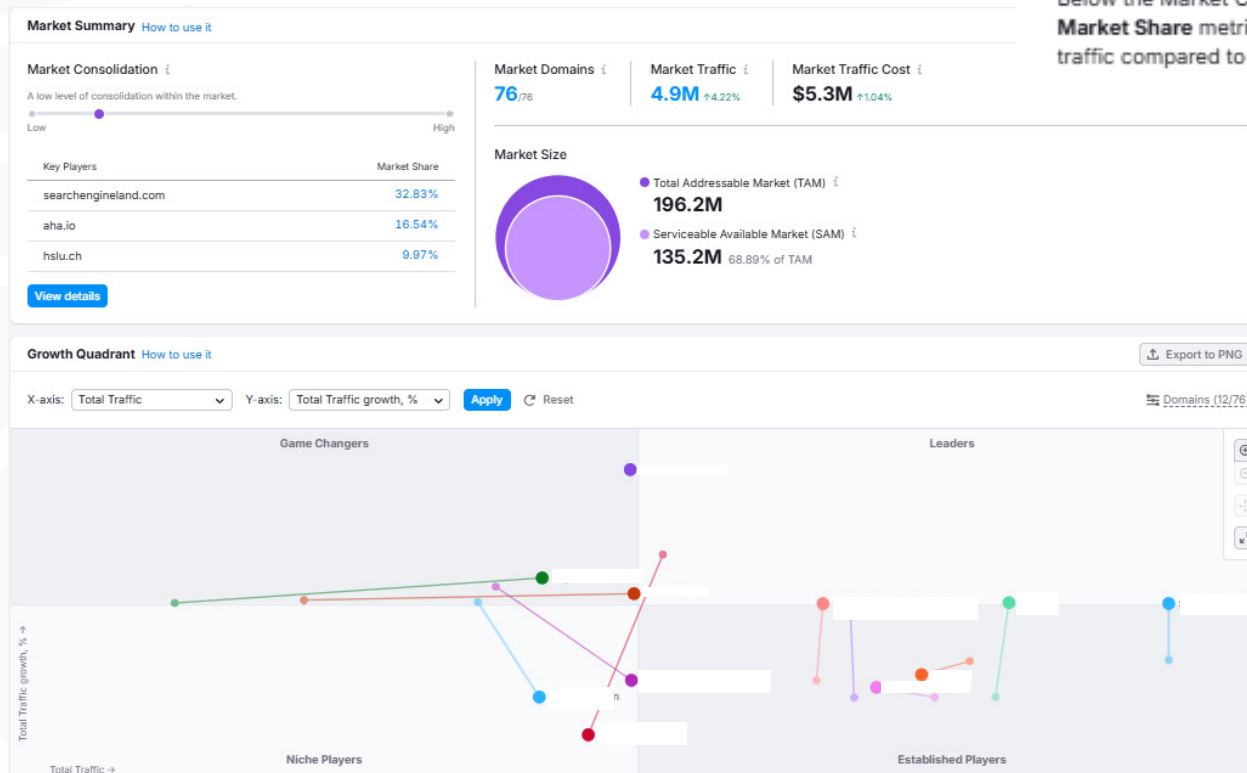 Market Share
traffic compared to
Market Summary How to use it
Market Consolidation i
A low level of consolidation within the market.
Low High
Key Players Market Share
searchengineland.com 32.83%
aha.io 16.54%
hslu.ch 9.97%
View details
Market Domains i
76/76
Market Traffic i
4.9M ↑4.22%
Market Traffic Cost i
$5.3M ↑1.04%
Market Size
Total Addressable Market (TAM) i
196.2M
Serviceable Available Market (SAM) i
135.2M 68.89% of TAM
Growth Quadrant How to use it
Export to PNG
X-axis: Total Traffic Y-axis: Total Traffic growth, % Apply Reset
Domains (12/76
Game Changers Leaders
n
Total Traffic growth, % →
Niche Players Established Players
Total Traffic →